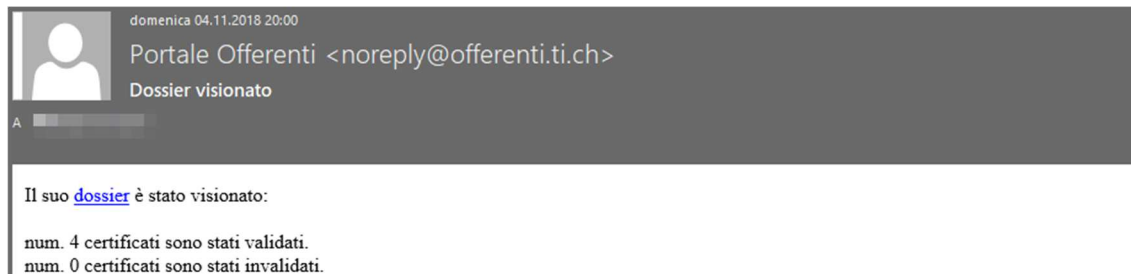 domenica 04.11.2018 20:00
Portale Offerenti <noreply@offerenti.ti.ch>
Dossier visionato
A
Il suo dossier è stato visionato:
num. 4 certificati sono stati validati.
num. 0 certificati sono stati invalidati.